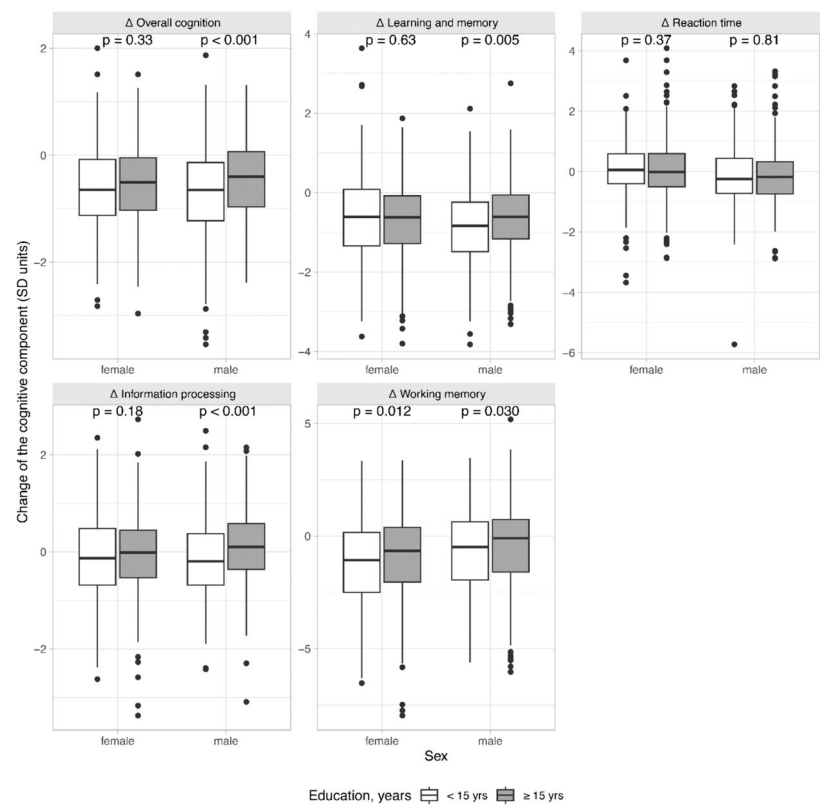 Δ Overall cognition
p = 0.33 p < 0.001
2
0
−2
female male
Δ Learning and memory
p = 0.63 p = 0.005
4
2
0
−2
−4
female male
Δ Reaction time
p = 0.37 p = 0.81
4
2
0
−2
−4
−6
female male
Change of the cognitive component (SD units)
Δ Information processing
p = 0.18 p < 0.001
2
0
−2
female male
Δ Working memory
p = 0.012 p = 0.030
5
0
−5
female male
Sex
Education, years < 15 yrs ≥ 15 yrs